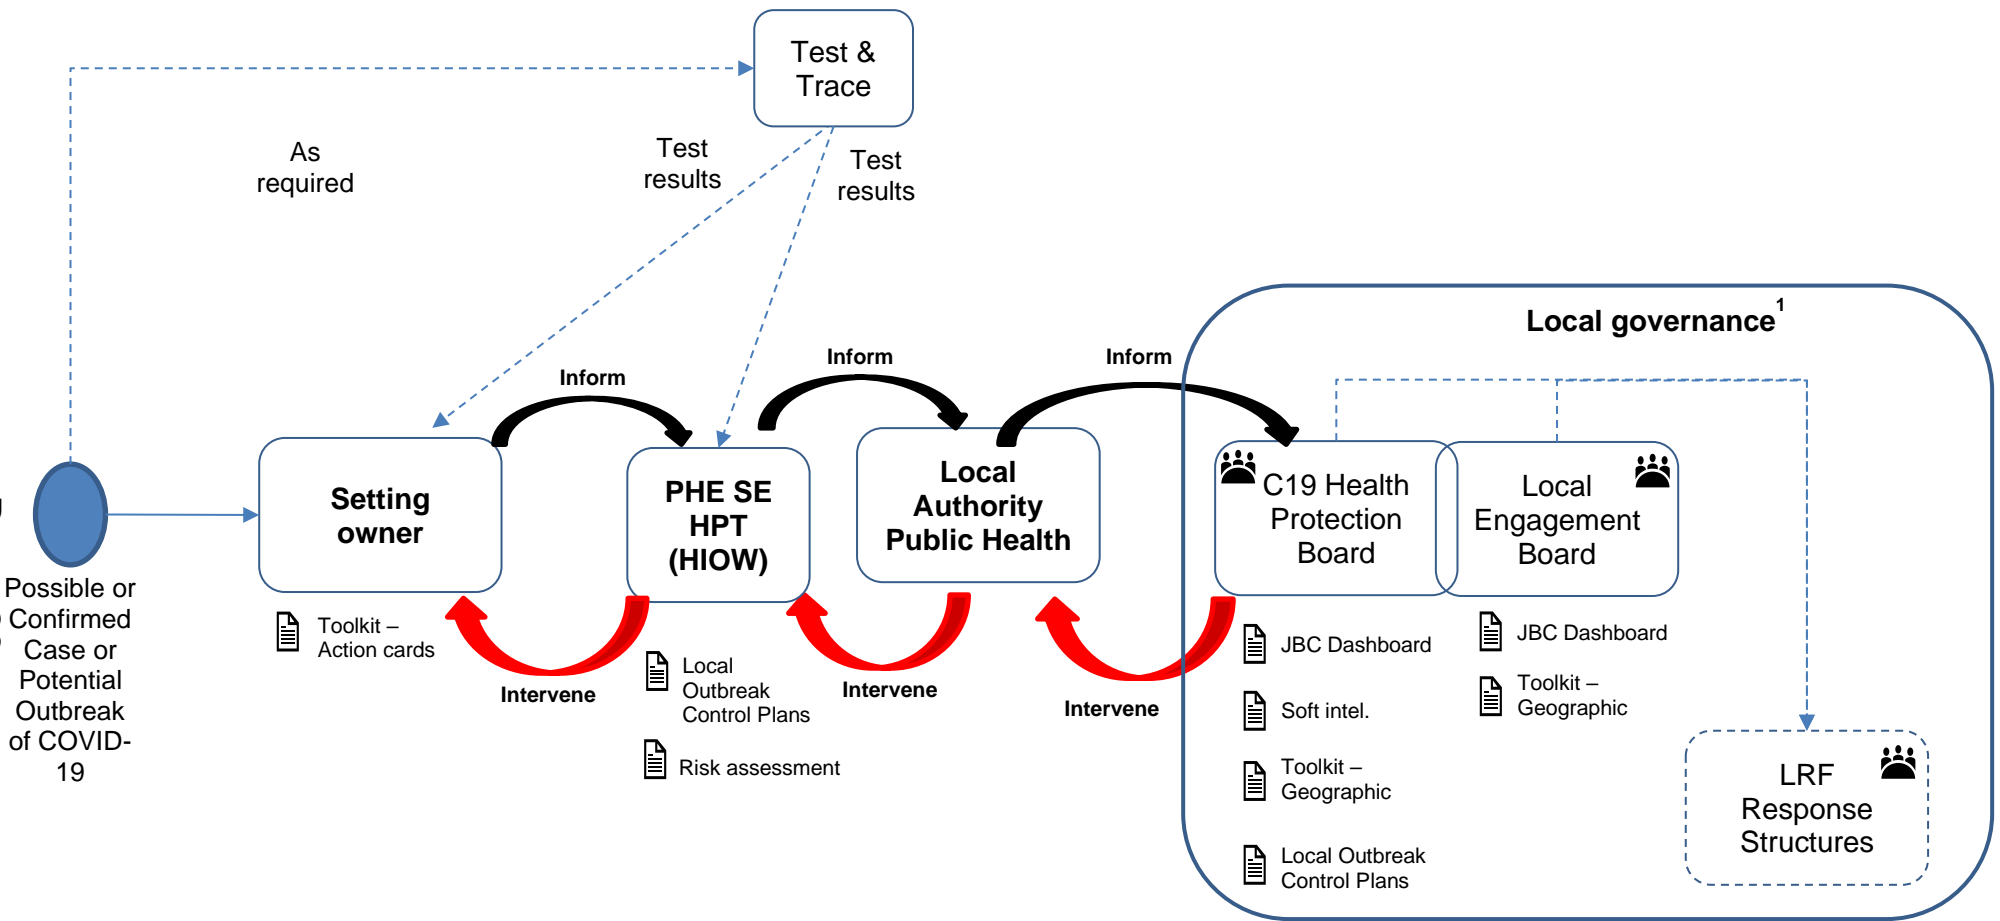 Test &
Trace
As
required
Test
results
Test
results
Local governance1
Inform
Inform
Inform
Setting
owner
PHE SE
HPT
(HIOW)
Local
Authority
Public Health
C19 Health
Protection
Board
Local
Engagement
Board
Possible or
Confirmed
Case or
Potential
Outbreak
of COVID-
19
Toolkit –
Action cards
Intervene
Local
Outbreak
Control Plans
Risk assessment
Intervene
Intervene
JBC Dashboard
Soft intel.
Toolkit –
Geographic
Local Outbreak
Control Plans
JBC Dashboard
Toolkit –
Geographic
LRF
Response
Structures